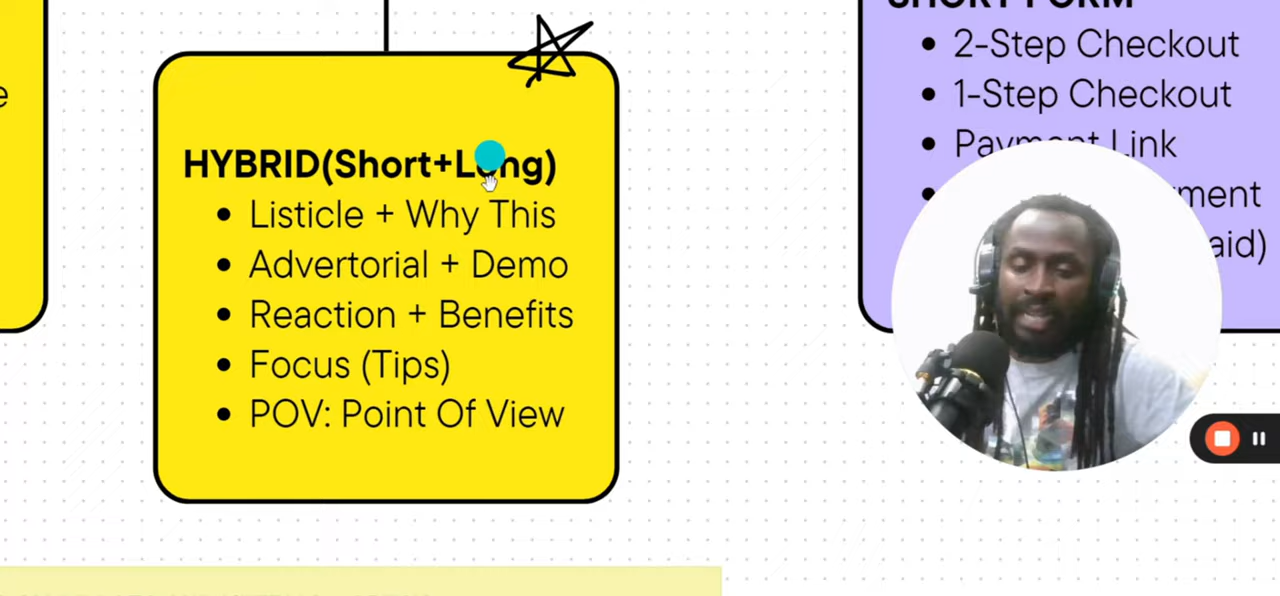 e
HYBRID(Short+Long)
• Listicle + Why This
• Advertorial + Demo
• Reaction + Benefits
• Focus (Tips)
• POV: Point Of View
SHORT FORM
• 2-Step Checkout
• 1-Step Checkout
• Payment Link